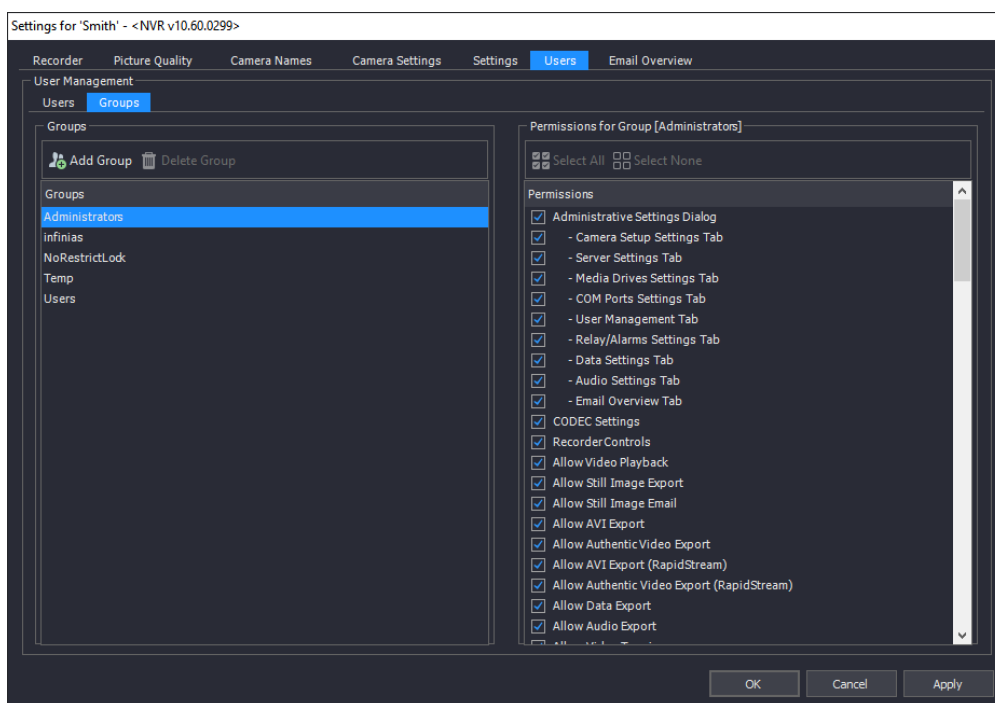 Settings for 'Smith' - <NVR v10.60.0299>
Recorder Picture Quality Camera Names Camera Settings Settings Users Email Overview
User Management
Users Groups
Groups
Add Group Delete Group
Groups
Administrators
infinias
NoRestrictLock
Temp
Users
Permissions for Group [Administrators]
Select All Select None
Permissions
Administrative Settings Dialog
- Camera Setup Settings Tab
- Server Settings Tab
- Media Drives Settings Tab
- COM Ports Settings Tab
- User Management Tab
- Relay/Alarms Settings Tab
- Data Settings Tab
- Audio Settings Tab
- Email Overview Tab
CODEC Settings
Recorder Controls
Allow Video Playback
Allow Still Image Export
Allow Still Image Email
Allow AVI Export
Allow Authentic Video Export
Allow AVI Export (RapidStream)
Allow Authentic Video Export (RapidStream)
Allow Data Export
Allow Audio Export
OK Cancel Apply